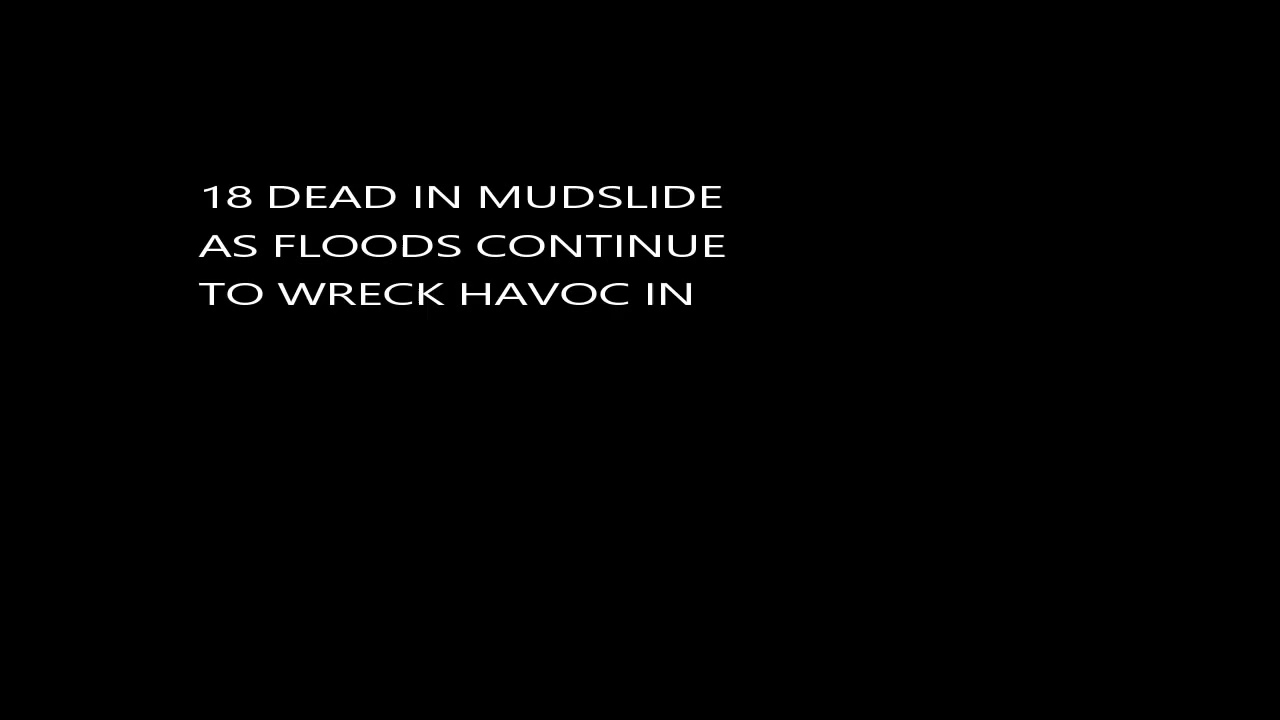 18 DEAD IN MUDSLIDE
AS FLOODS CONTINUE
TO WRECK HAVOC IN